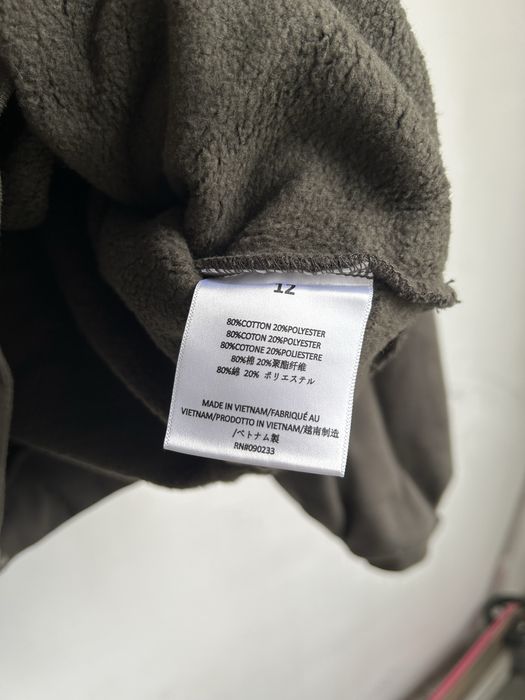 12
80%COTTON 20%POLYESTER
80%COTON 20%POLYESTER
80%COTONE 20%POLIESTERE
80%棉 20%聚酯纤维
80%綿 20% ポリエステル
MADE IN VIETNAM/FABRIQUÉ AU
VIETNAM/PRODOTTO IN VIETNAM/越南制造
/ベトナム製
RN#090233